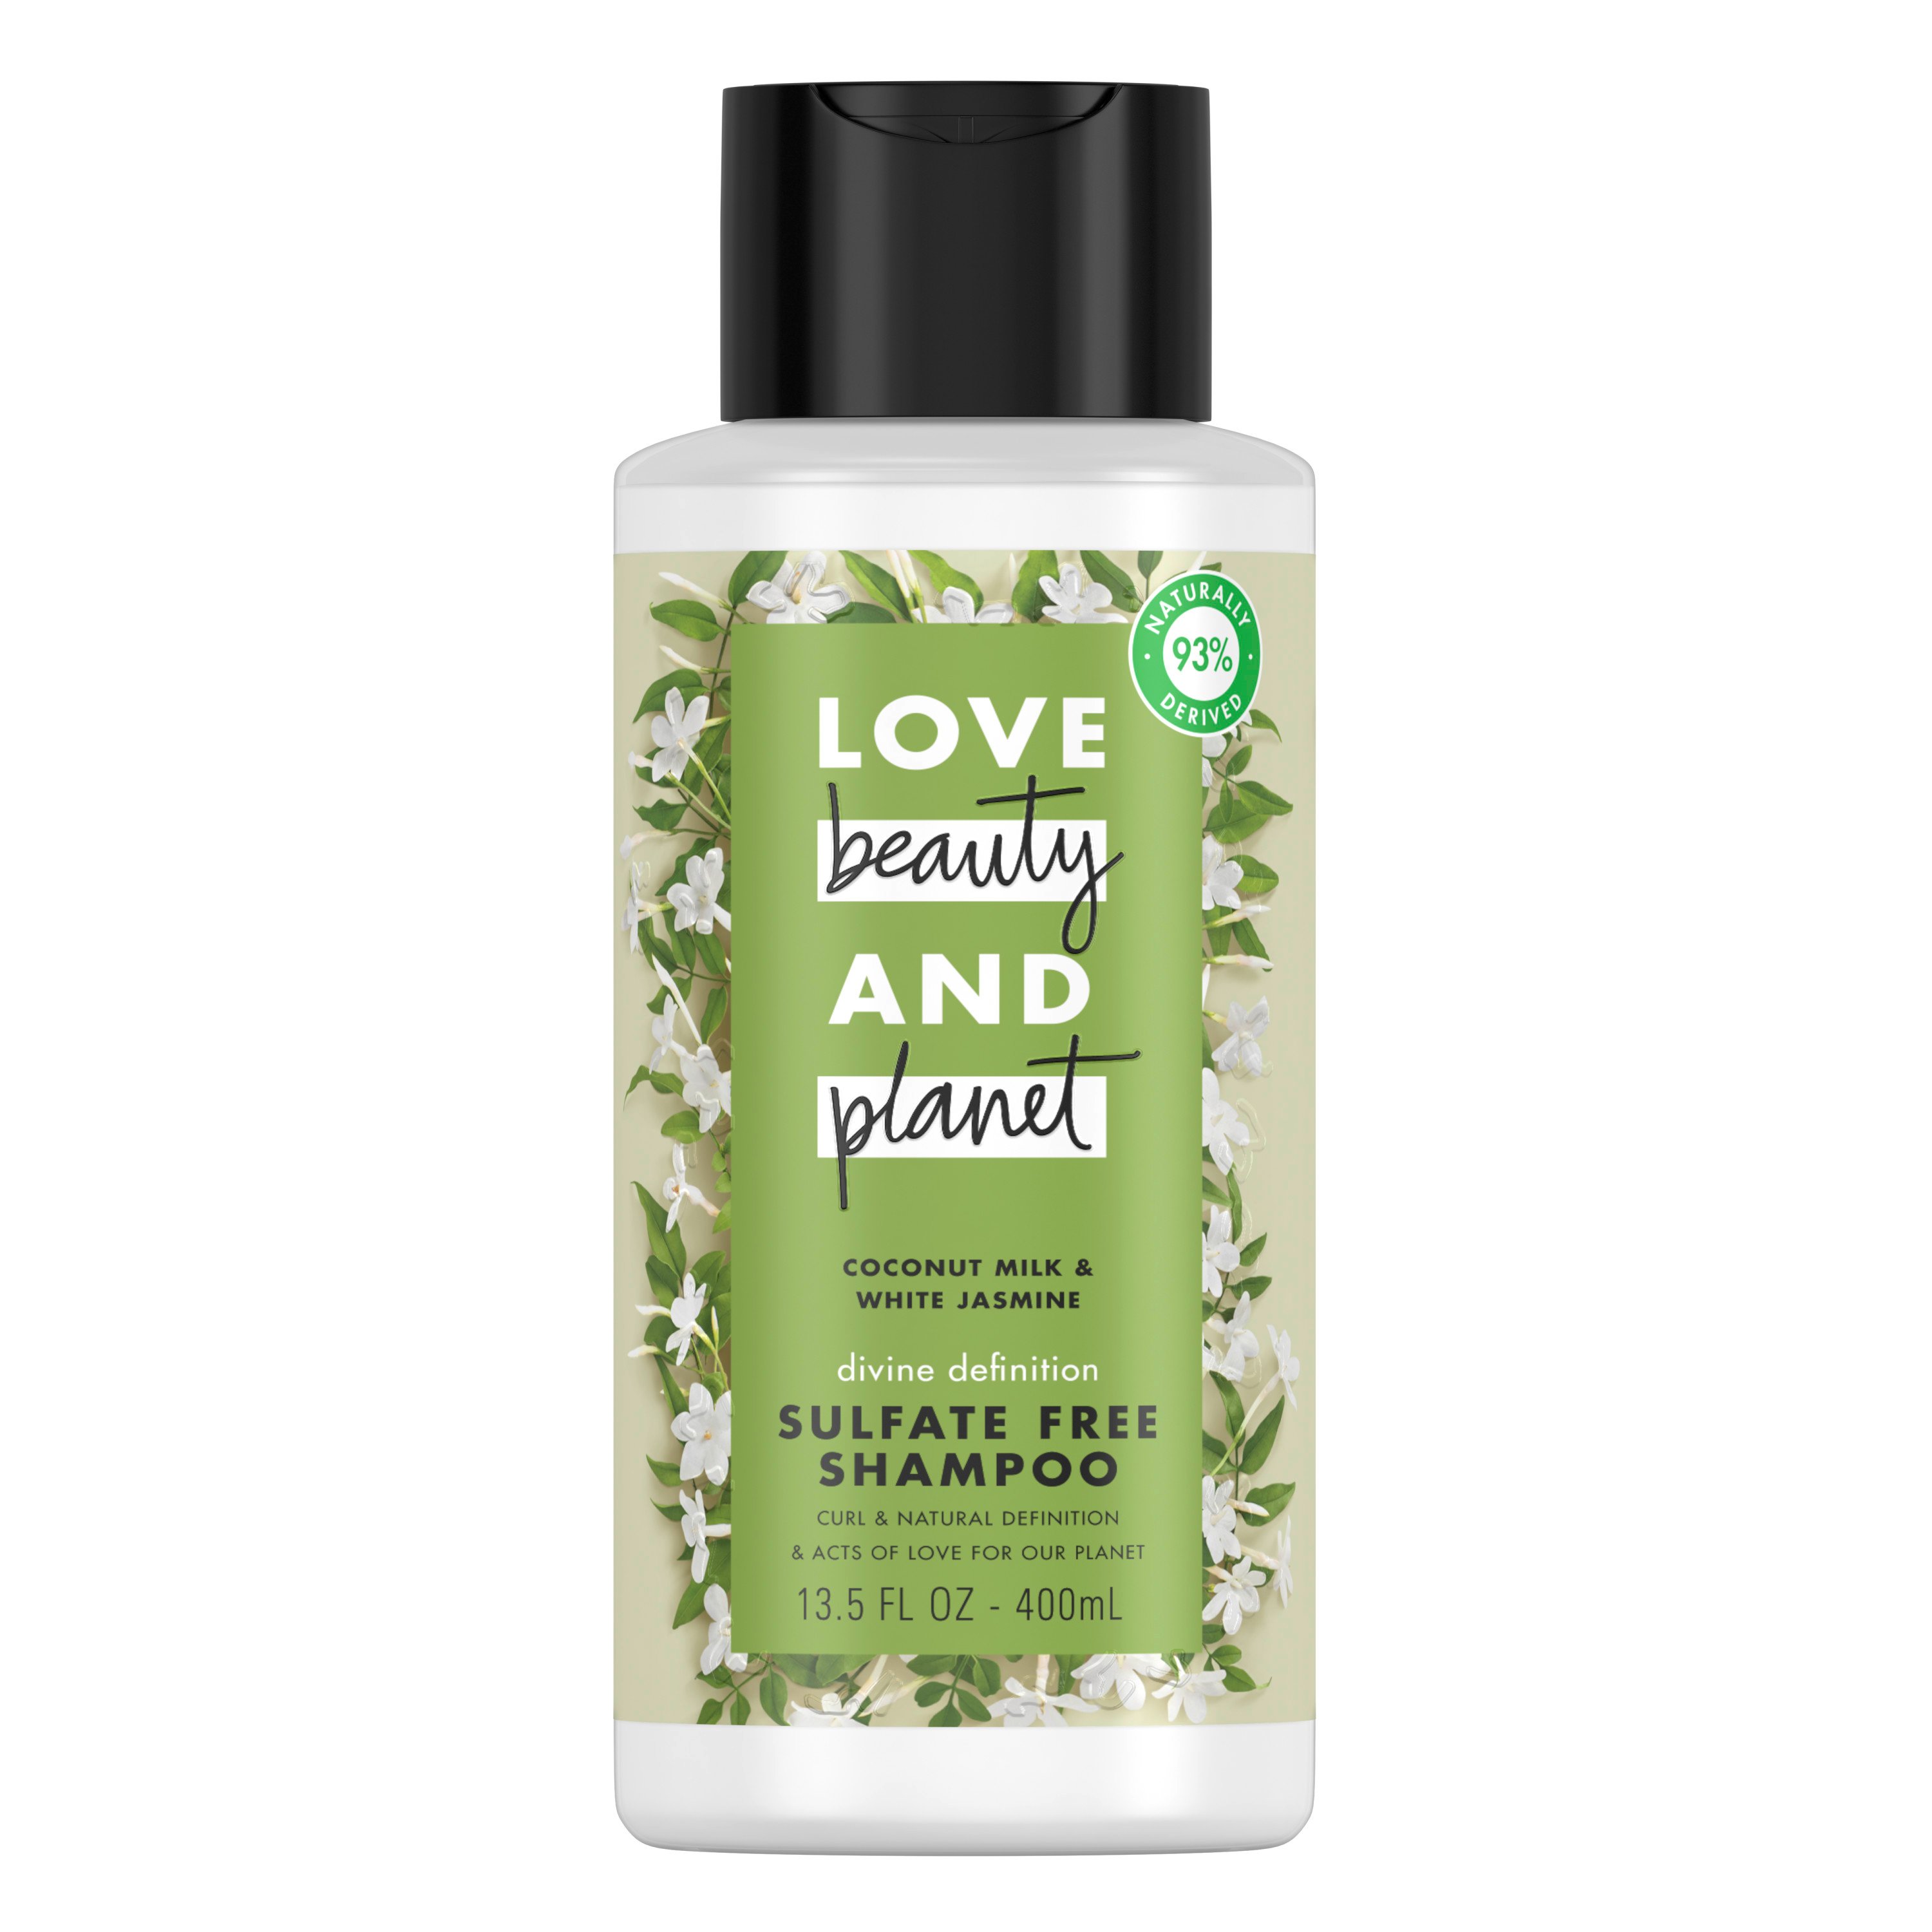 NATURALLY
93%
DERIVED
LOVE
beauty
AND
planet
COCONUT MILK &
WHITE JASMINE
divine definition
SULFATE FREE
SHAMPOO
CURL & NATURAL DEFINITION
& ACTS OF LOVE FOR OUR PLANET
13.5 FL OZ - 400mL